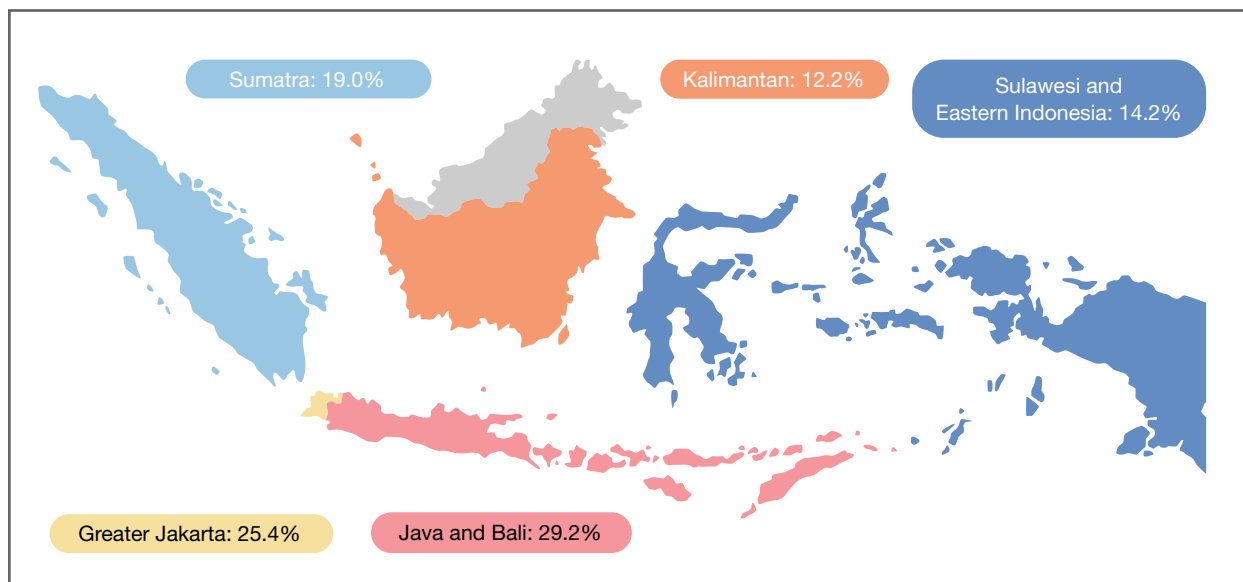 Sumatra: 19.0%
Kalimantan: 12.2%
Sulawesi and
Eastern Indonesia: 14.2%
Greater Jakarta: 25.4%
Java and Bali: 29.2%